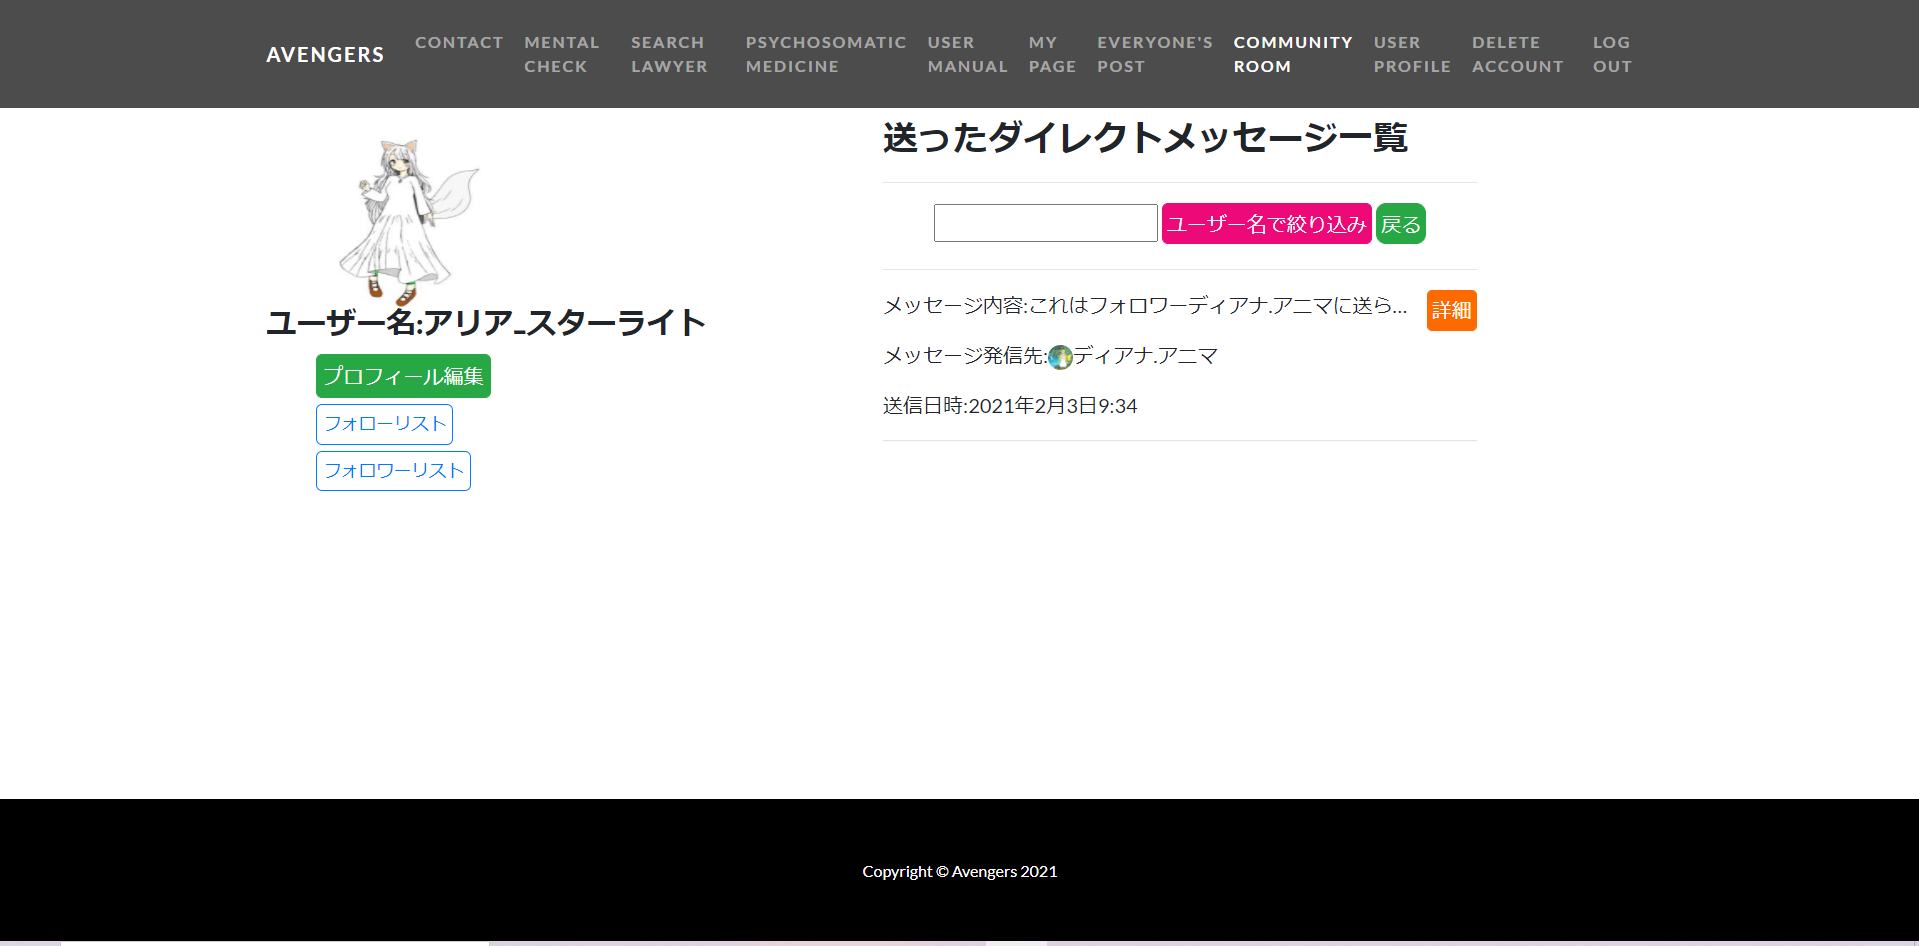 AVENGERS
CONTACT
MENTAL
CHECK
SEARCH
LAWYER
PSYCHOSOMATIC
MEDICINE
USER
MANUAL
MY
PAGE
EVERYONE'S
POST
COMMUNITY
ROOM
USER
PROFILE
DELETE
ACCOUNT
LOG
OUT
ユーザー名:アリア_スターライト
プロフィール編集
フォローリスト
フォロワーリスト
送ったダイレクトメッセージ一覧
ユーザー名で絞り込み 戻る
メッセージ内容:これはフォロワーディアナ.アニマに送ら... 詳細
メッセージ発信先:ディアナ.アニマ
送信日時:2021年2月3日9:34
Copyright © Avengers 2021